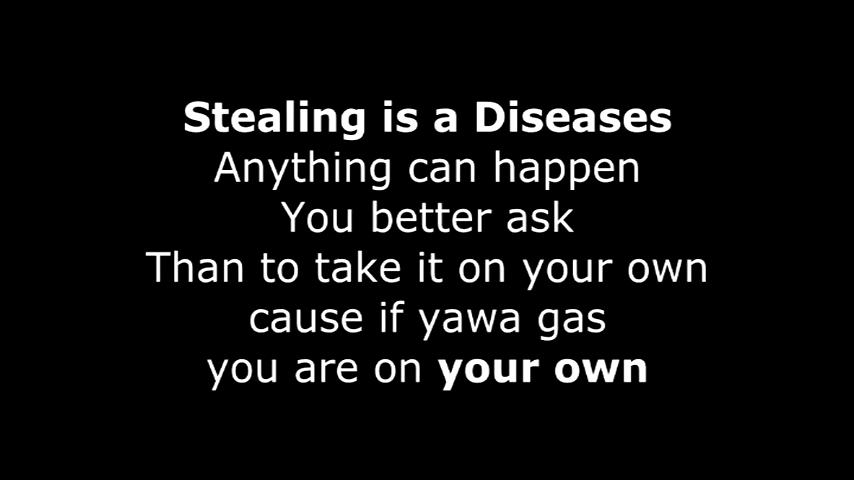 Stealing is a Diseases
Anything can happen
You better ask
Than to take it on your own
cause if yawa gas
you are on your own